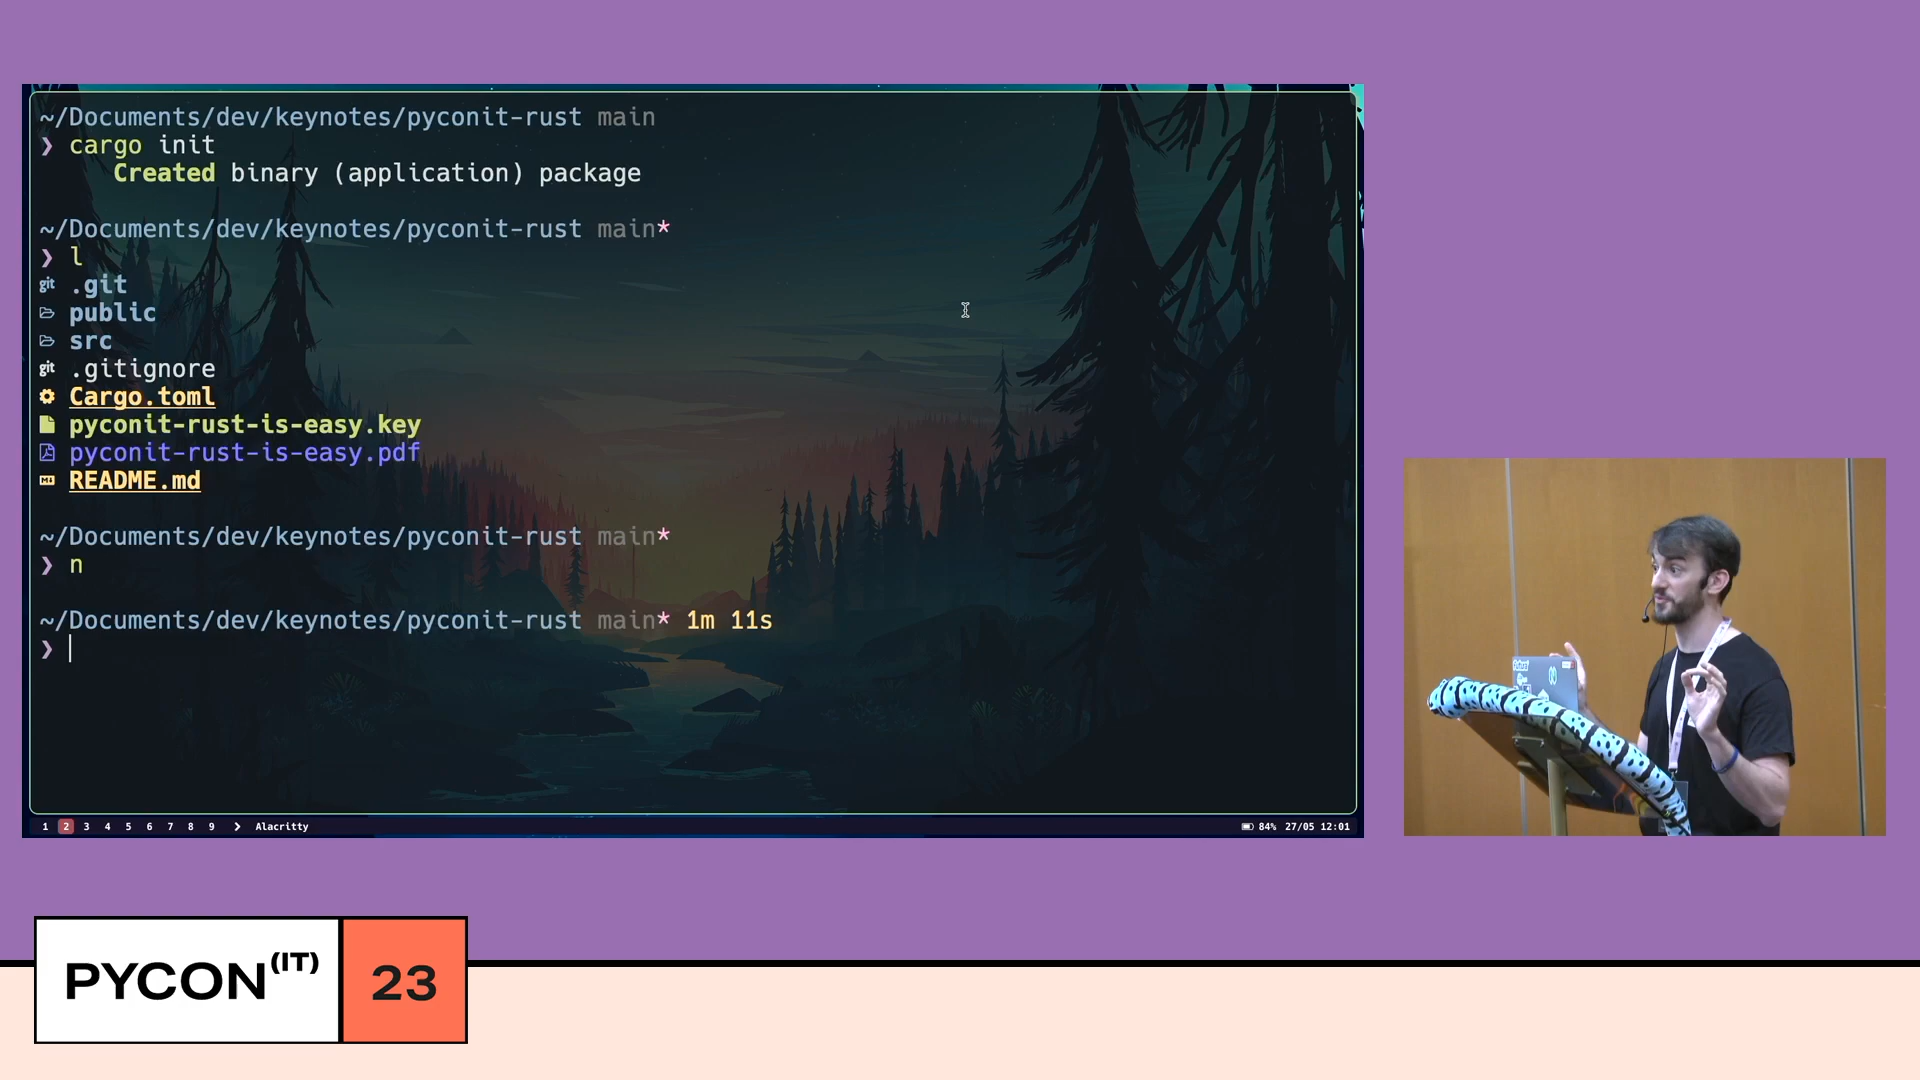 ~/Documents/dev/keynotes/pyconit-rust main
❯ cargo init
Created binary (application) package
~/Documents/dev/keynotes/pyconit-rust main*
❯ l
git .git
public
src
git .gitignore
Cargo.toml
pyconit-rust-is-easy.key
pyconit-rust-is-easy.pdf
README.md
~/Documents/dev/keynotes/pyconit-rust main*
❯ n
~/Documents/dev/keynotes/pyconit-rust main* 1m 11s
❯
1 2 3 4 5 6 7 8 9 ❯ Alacritty 84% 27/05 12:01
PYCON(IT) 23